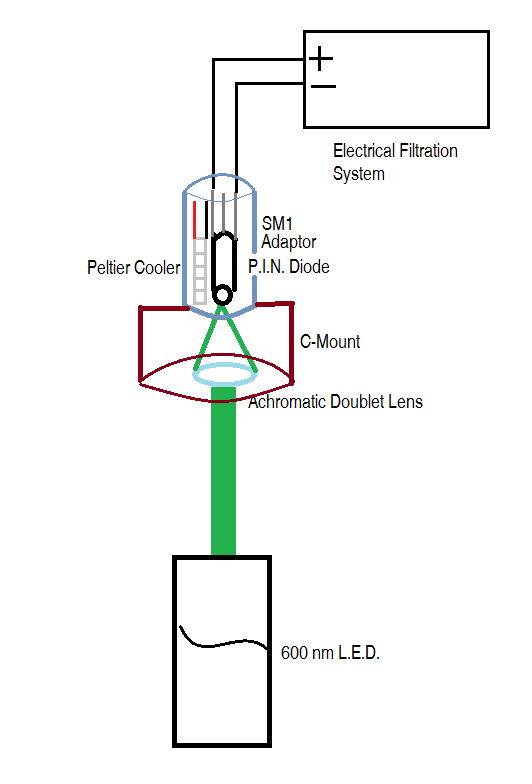 +
−
Electrical Filtration
System
SM1
Adaptor
Peltier Cooler
P.I.N. Diode
C-Mount
Achromatic Doublet Lens
600 nm L.E.D.